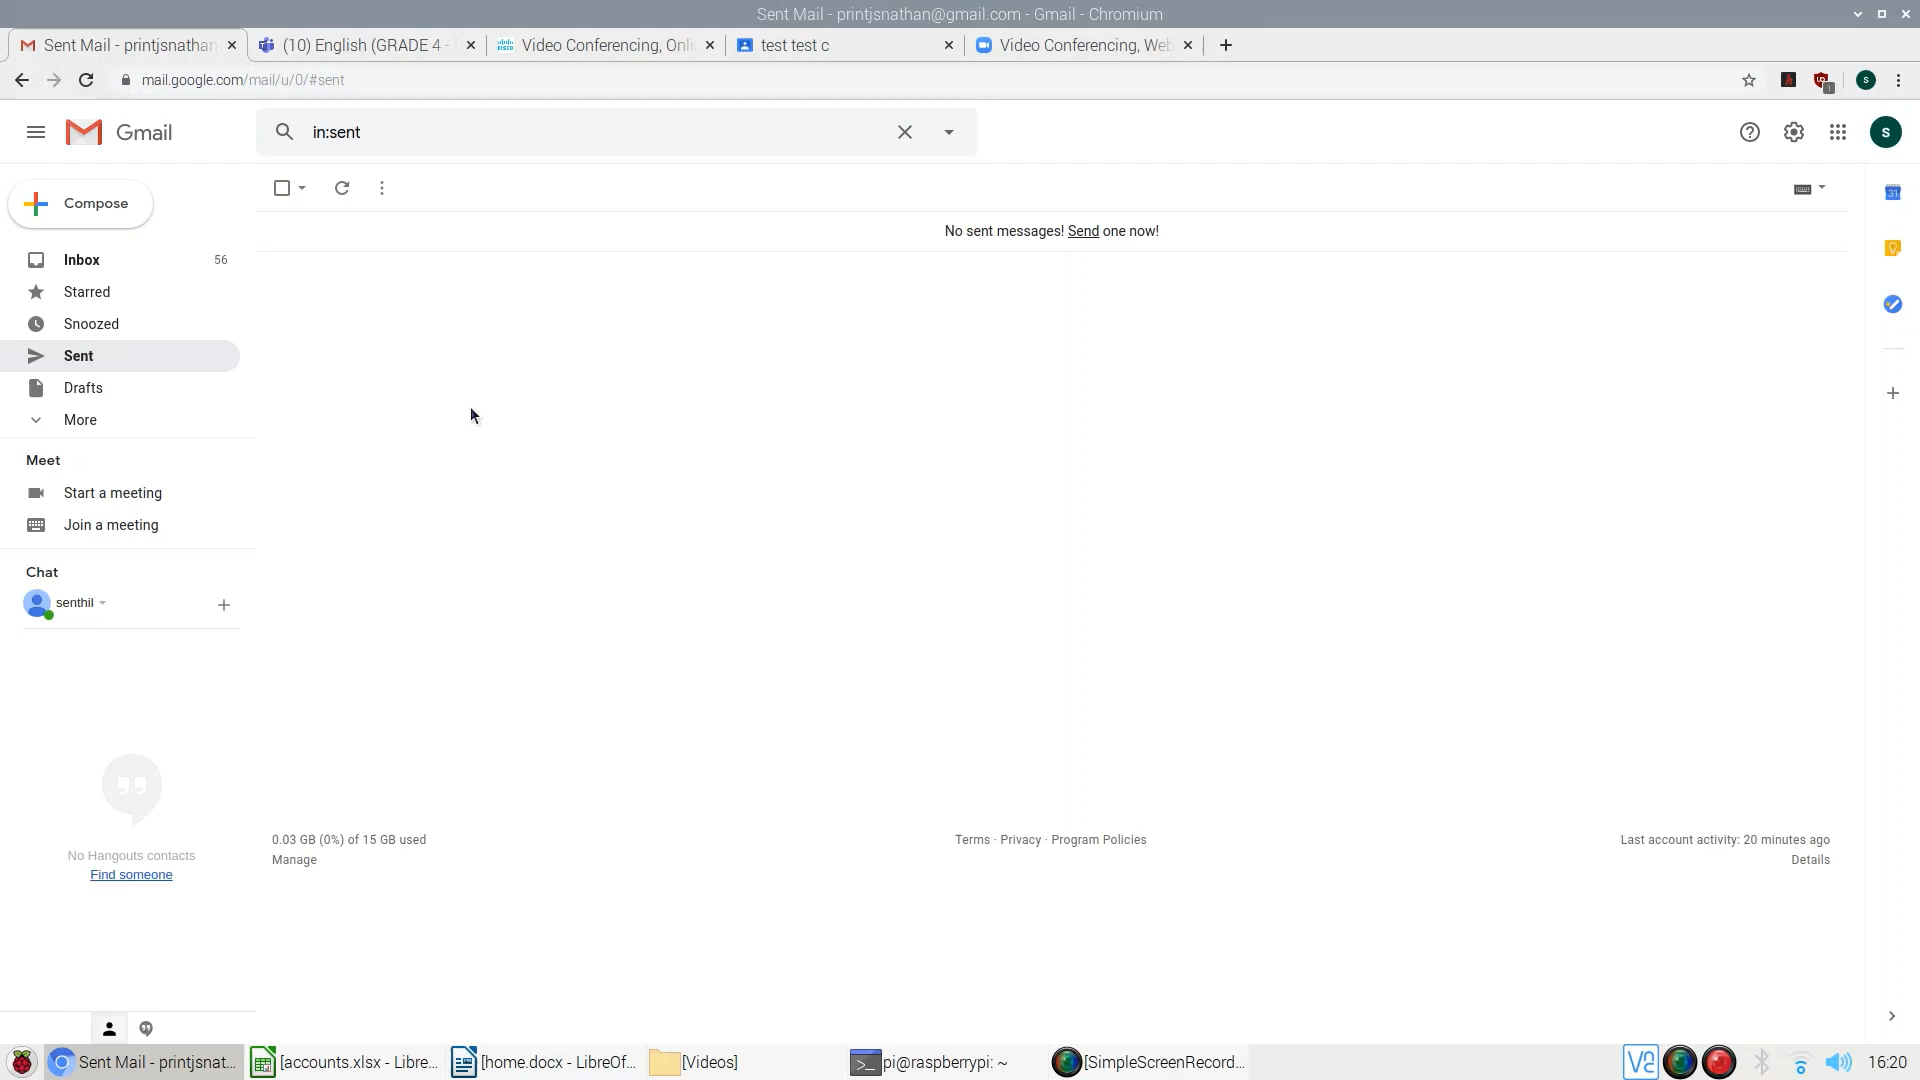 Sent Mail - printjsnathan@gmail.com - Gmail - Chromium
Sent Mail - printjsnathan
(10) English (GRADE 4 -
Video Conferencing, Onli
test test c
Video Conferencing, Web
mail.google.com/mail/u/0/#sent
Gmail
in:sent
S
Compose
No sent messages! Send one now!
Inbox 56
Starred
Snoozed
Sent
Drafts
More
Meet
Start a meeting
Join a meeting
Chat
senthil
No Hangouts contacts
Find someone
0.03 GB (0%) of 15 GB used
Manage
Terms · Privacy · Program Policies
Last account activity: 20 minutes ago
Details
Sent Mail - printjsnat...
[accounts.xlsx - Libre...
[home.docx - LibreOf...
[Videos]
pi@raspberrypi: ~
[SimpleScreenRecord...
16:20